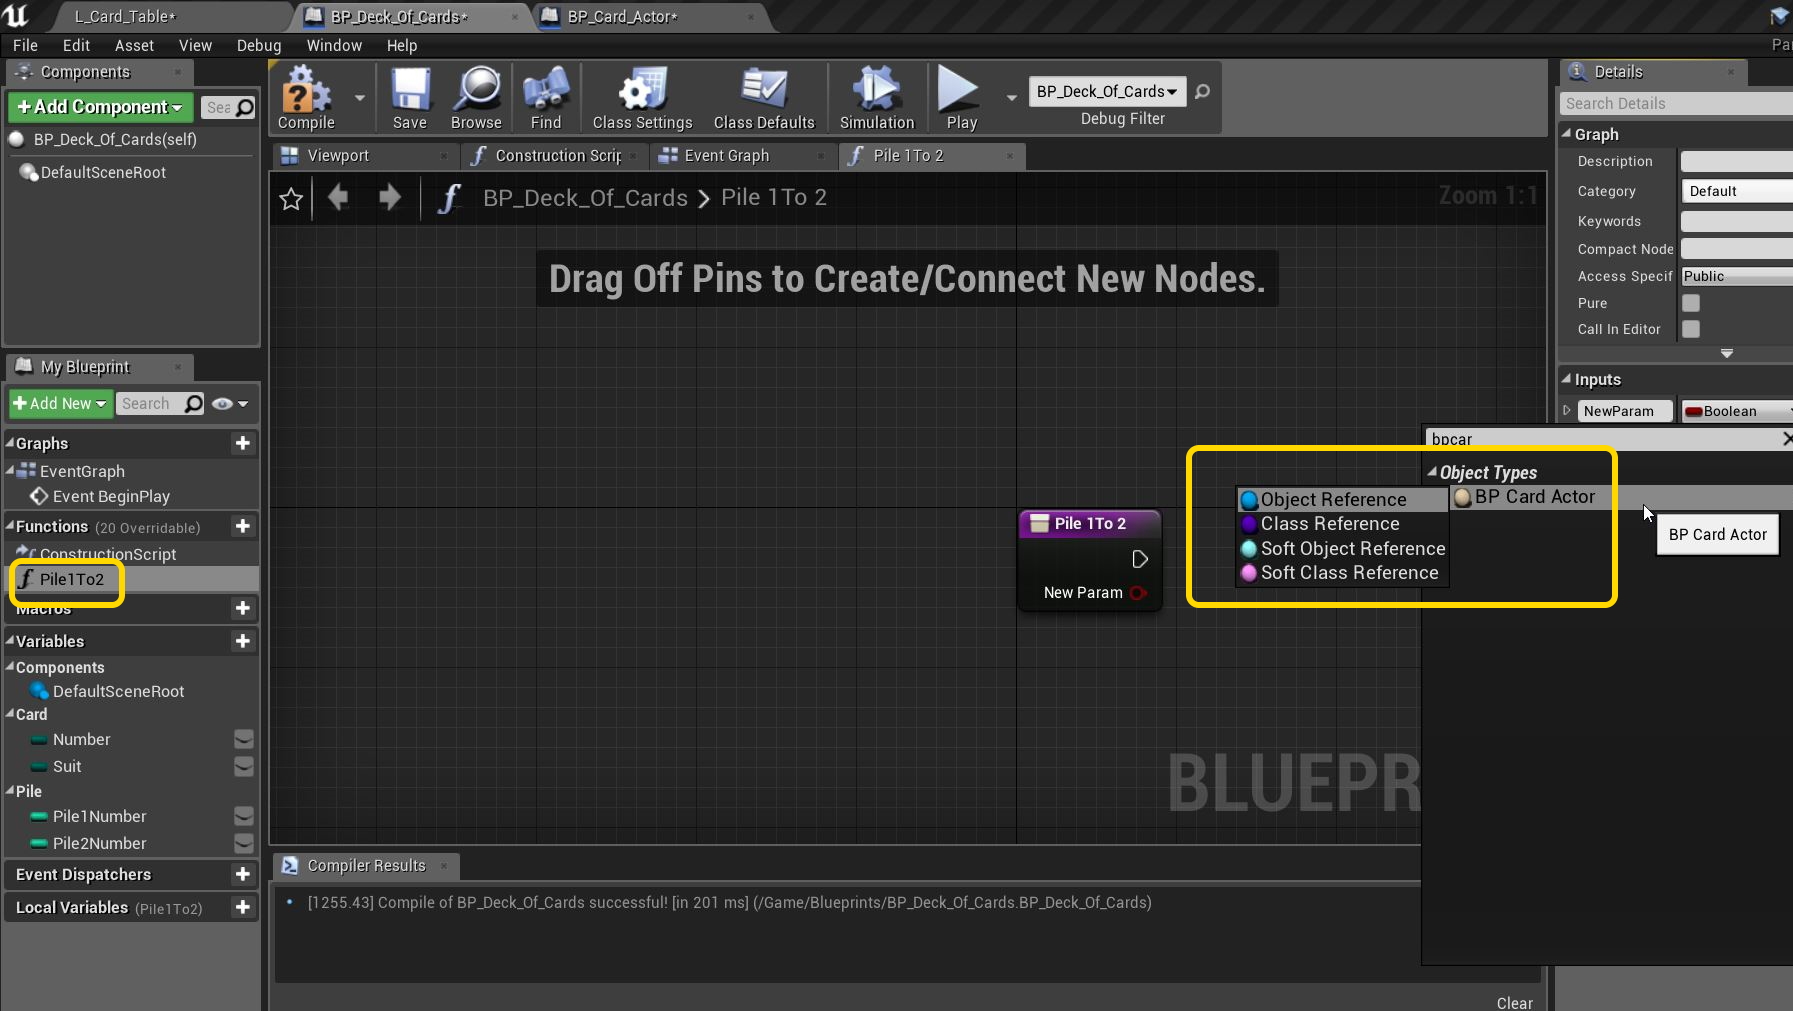 L_Card_Table*
BP_Deck_Of_Cards*
BP_Card_Actor*
File Edit Asset View Debug Window Help
Pa
Components
+Add Component
Sea
BP_Deck_Of_Cards(self)
DefaultSceneRoot
Compile
Save
Browse
Find
Class Settings
Class Defaults
Simulation
Play
BP_Deck_Of_Cards
Debug Filter
Viewport
Construction Scrip
Event Graph
Pile 1To 2
BP_Deck_Of_Cards > Pile 1To 2
Zoom 1:1
Drag Off Pins to Create/Connect New Nodes.
Pile 1To 2
New Param
BLUEPR
My Blueprint
+Add New
Search
Graphs
EventGraph
Event BeginPlay
Functions (20 Overridable)
ConstructionScript
Pile1To2
Macros
Variables
Components
DefaultSceneRoot
Card
Number
Suit
Pile
Pile1Number
Pile2Number
Event Dispatchers
Local Variables (Pile1To2)
Compiler Results
[1255.43] Compile of BP_Deck_Of_Cards successful! [in 201 ms] (/Game/Blueprints/BP_Deck_Of_Cards.BP_Deck_Of_Cards)
Clear
Details
Search Details
Graph
Description
Category Default
Keywords
Compact Node
Access Specif Public
Pure
Call In Editor
Inputs
NewParam Boolean
bpcar
Object Types
BP Card Actor
Object Reference
Class Reference
Soft Object Reference
Soft Class Reference
BP Card Actor